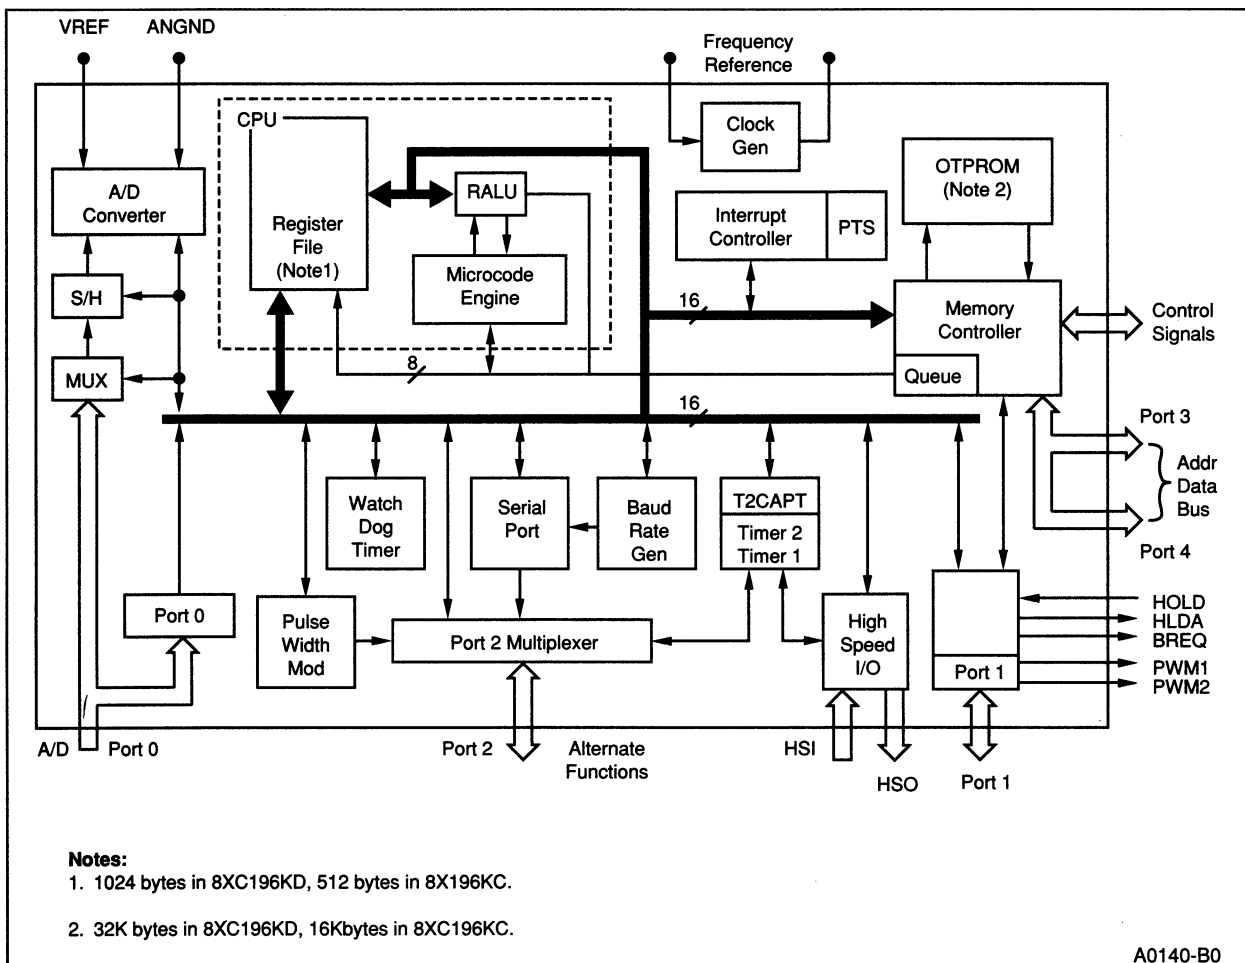 VREF
ANGND
Frequency
Reference
CPU
Clock
Gen
OTPROM
(Note 2)
A/D
Converter
RALU
Register
File
(Note1)
Interrupt
Controller
PTS
Microcode
Engine
S/H
16
Memory
Controller
Control
Signals
8
MUX
Queue
16
Port 3
Addr
Data
Bus
Port 4
Watch
Dog
Timer
Serial
Port
Baud
Rate
Gen
T2CAPT
Timer 2
Timer 1
Port 0
Pulse
Width
Mod
Port 2 Multiplexer
High
Speed
I/O
Port 1
HOLD
HLDA
BREQ
PWM1
PWM2
A/D
Port 0
Port 2
Alternate
Functions
HSI
HSO
Port 1
Notes:
1. 1024 bytes in 8XC196KD, 512 bytes in 8X196KC.
2. 32K bytes in 8XC196KD, 16Kbytes in 8XC196KC.
A0140-B0